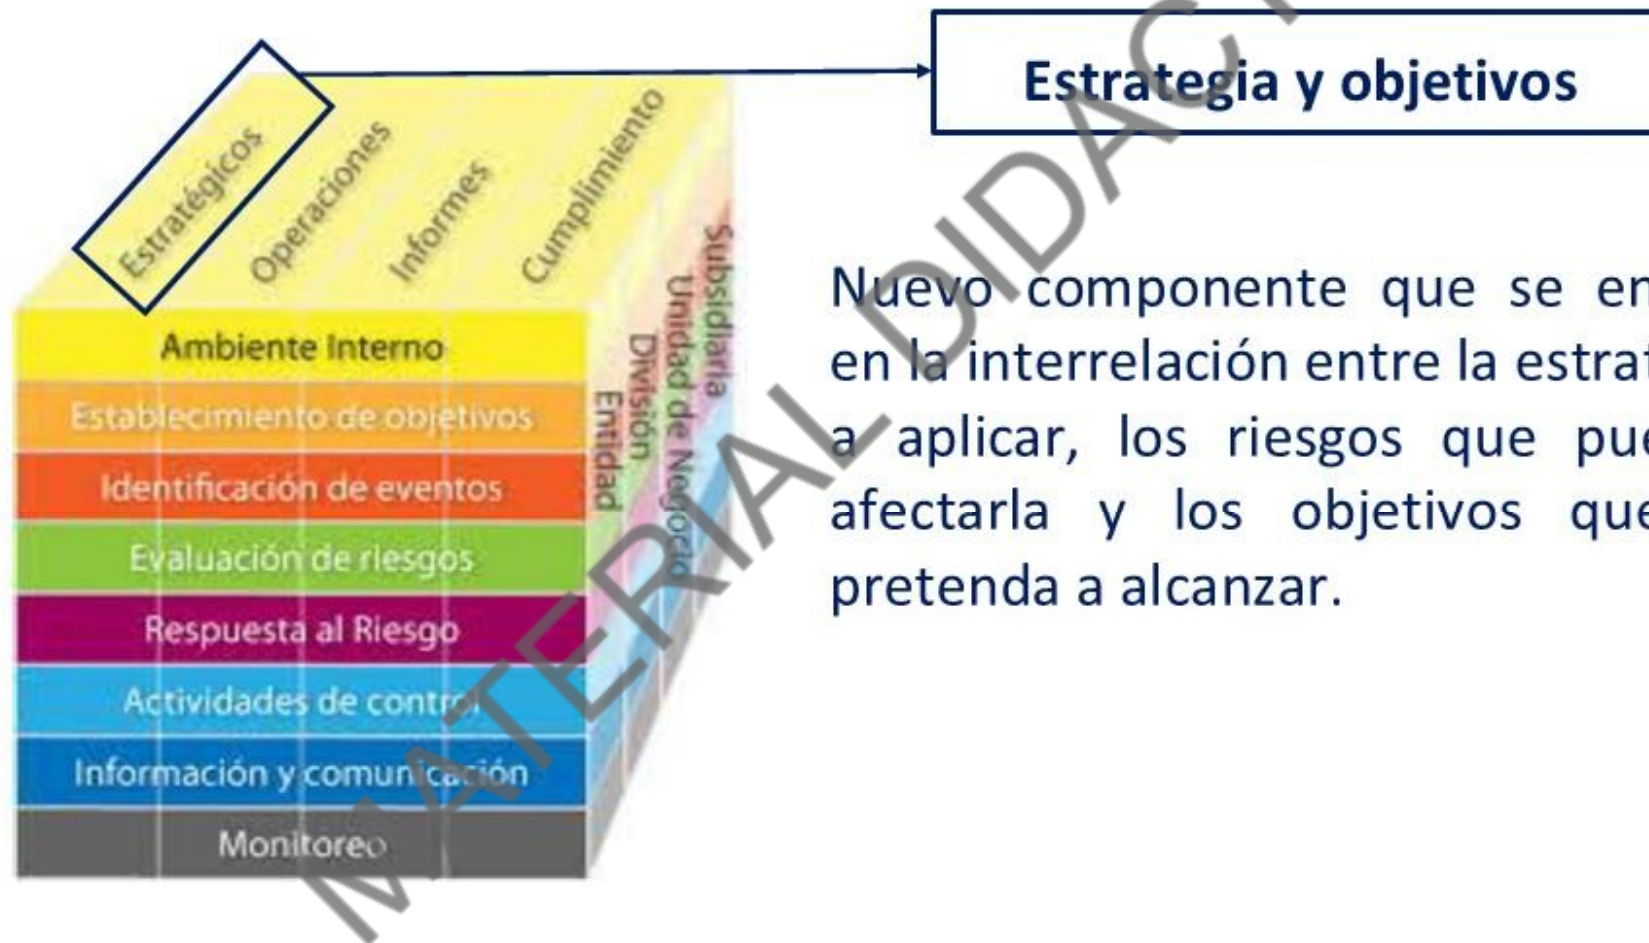 Estrategia y objetivos
Estratégicos
Operaciones
Informes
Cumplimiento
Ambiente Interno
Establecimiento de objetivos
Identificación de eventos
Evaluación de riesgos
Respuesta al Riesgo
Actividades de control
Información y comunicación
Monitoreo
Entidad
División
Unidad de Negocio
Subsidiaria
Nuevo componente que se en
en la interrelación entre la estrat
a aplicar, los riesgos que pue
afectarla y los objetivos que
pretenda a alcanzar.
MATERIAL DIDACT